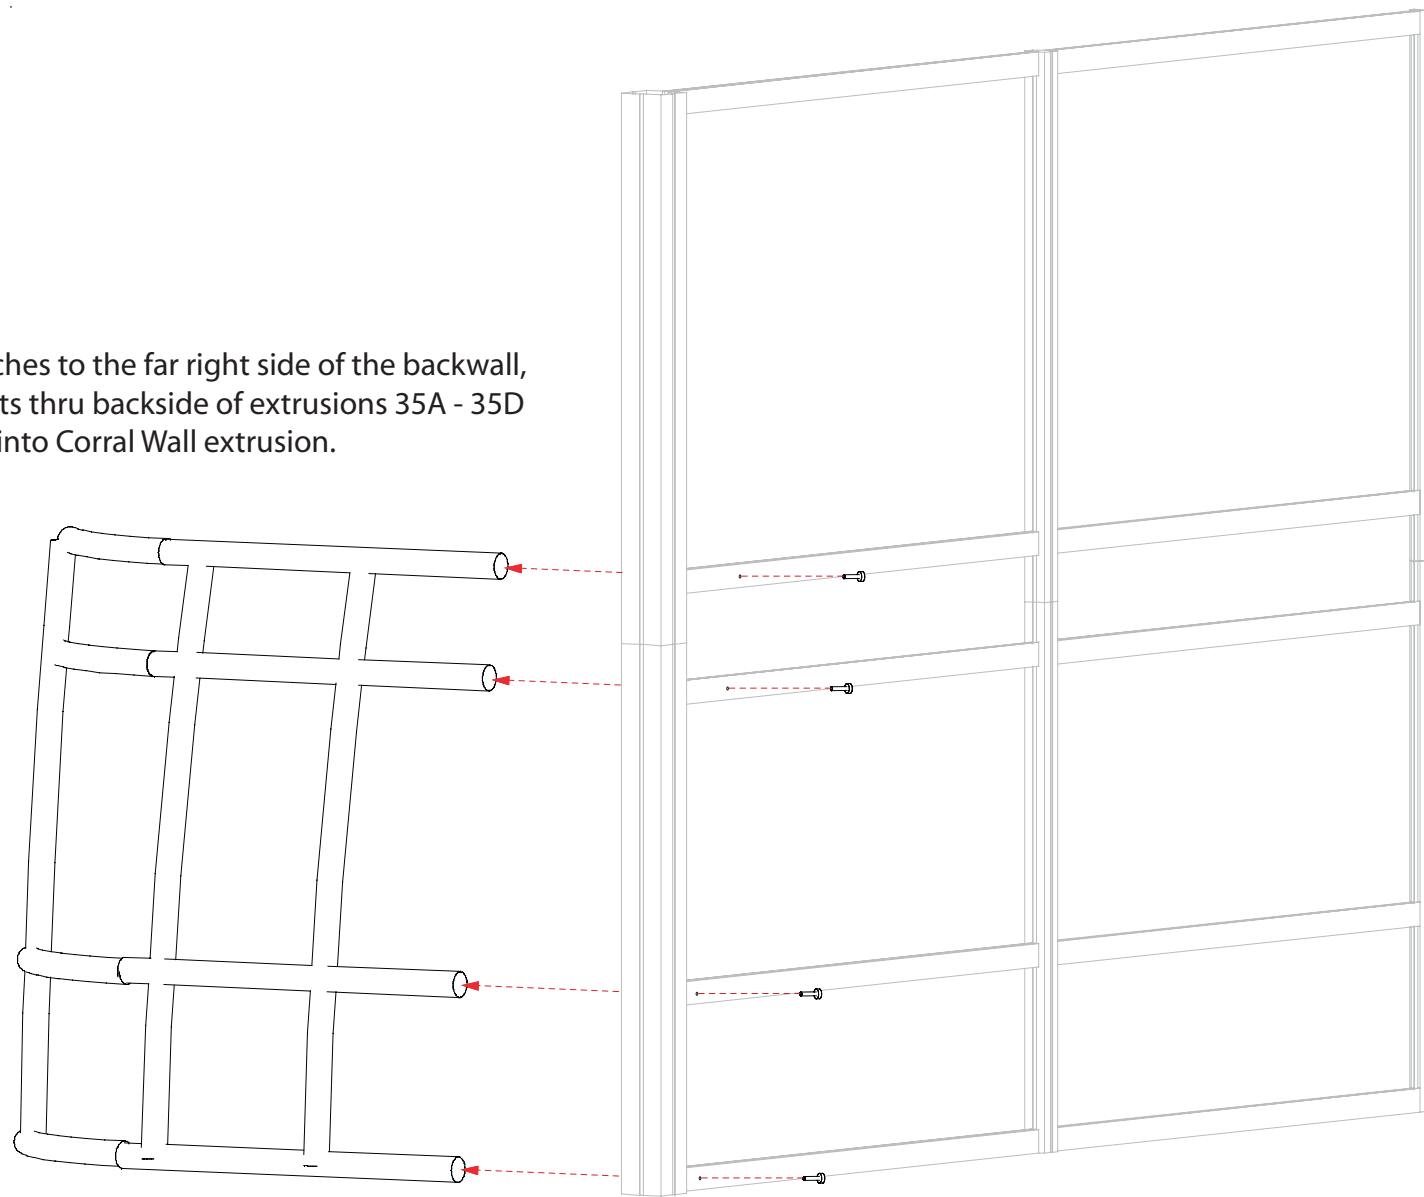 ches to the far right side of the backwall,
ts thru backside of extrusions 35A - 35D
into Corral Wall extrusion.